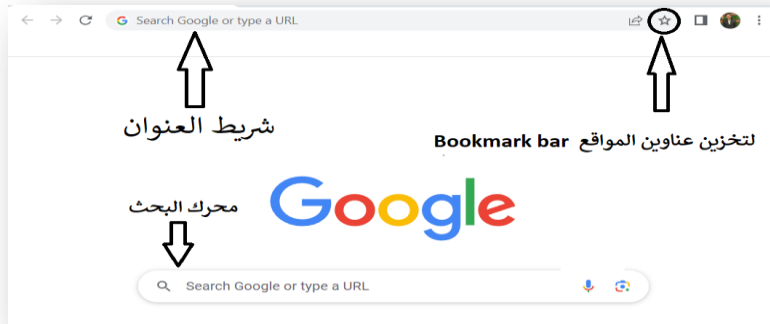 Search Google or type a URL
شريط العنوان
لتخزين عناوين المواقع Bookmark bar
محرك البحث
Google
Search Google or type a URL